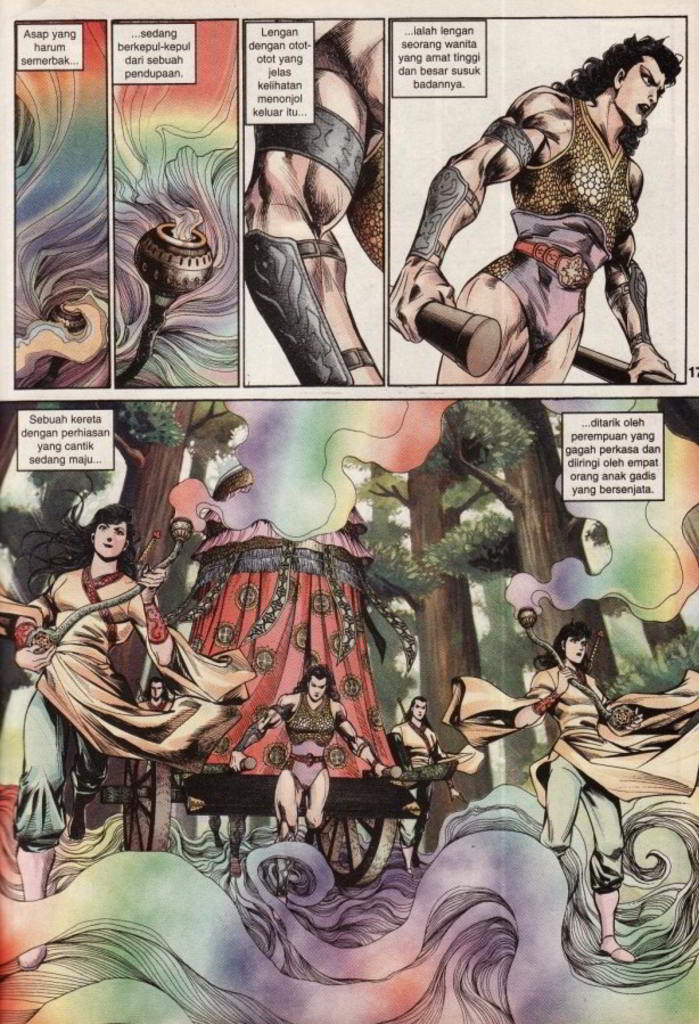 Asap yang
harum
semerbak...
...sedang
berkepul-kepul
dari sebuah
pendupaan.
Lengan
dengan otot-
otot yang
jelas
kelihatan
menonjol
keluar itu...
...ialah lengan
seorang wanita
yang amat tinggi
dan besar susuk
badannya.
17
Sebuah kereta
dengan perhiasan
yang cantik
sedang maju...
...ditarik oleh
perempuan yang
gagah perkasa dan
diiringi oleh empat
orang anak gadis
yang bersenjata.